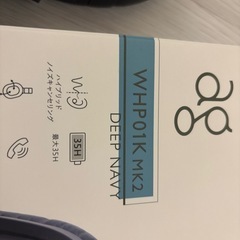 ag
WHP01K MK2
DEEP NAVY
ハイブリッド
ノイズキャンセリング
35H
最大35H